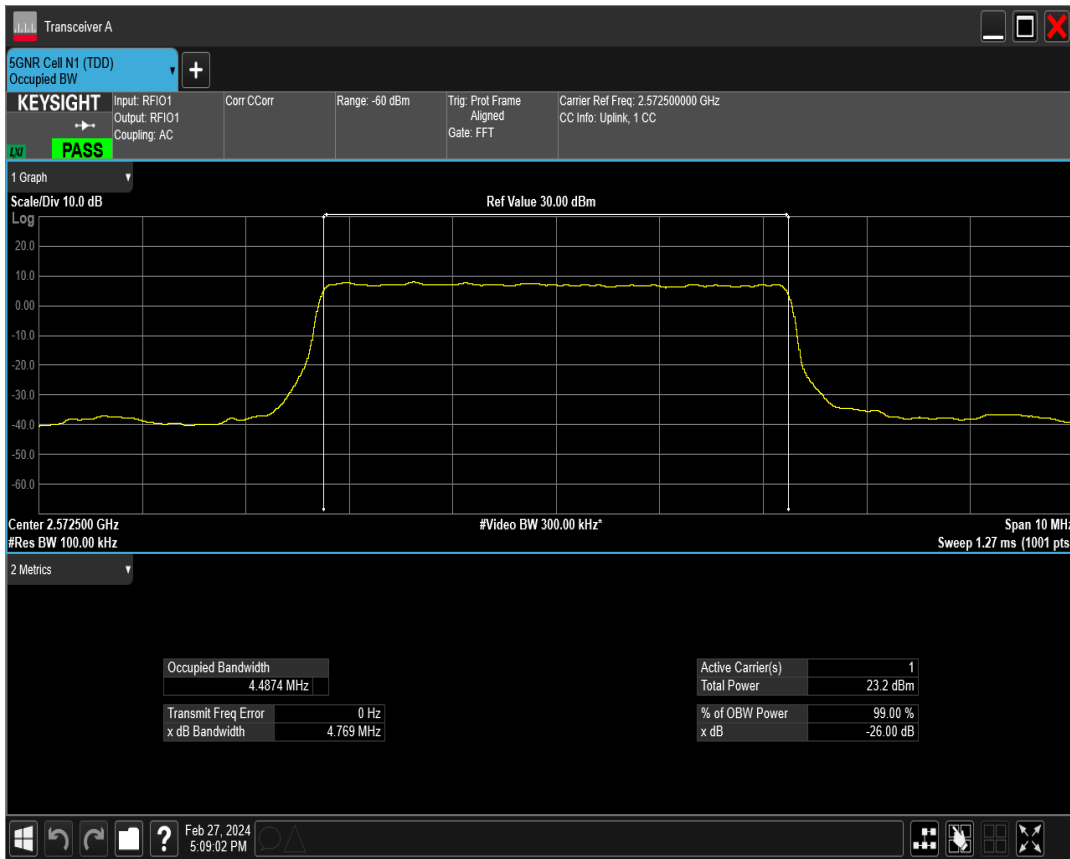 Transceiver A
5GNR Cell N1 (TDD)
Occupied BW
+
KEYSIGHT
LXI
PASS
Input: RFIO1
Output: RFIO1
Coupling: AC
Corr CCorr
Range: -60 dBm
Trig: Prot Frame
Aligned
Gate: FFT
Carrier Ref Freq: 2.572500000 GHz
CC Info: Uplink, 1 CC
1 Graph
Scale/Div 10.0 dB
Ref Value 30.00 dBm
Log
20.0
10.0
0.00
-10.0
-20.0
-30.0
-40.0
-50.0
-60.0
Center 2.572500 GHz
#Video BW 300.00 kHz*
Span 10 MHz
#Res BW 100.00 kHz
Sweep 1.27 ms (1001 pts
2 Metrics
Occupied Bandwidth
4.4874 MHz
Transmit Freq Error 0 Hz
x dB Bandwidth 4.769 MHz
Active Carrier(s) 1
Total Power 23.2 dBm
% of OBW Power 99.00 %
x dB -26.00 dB
?
Feb 27, 2024
5:09:02 PM